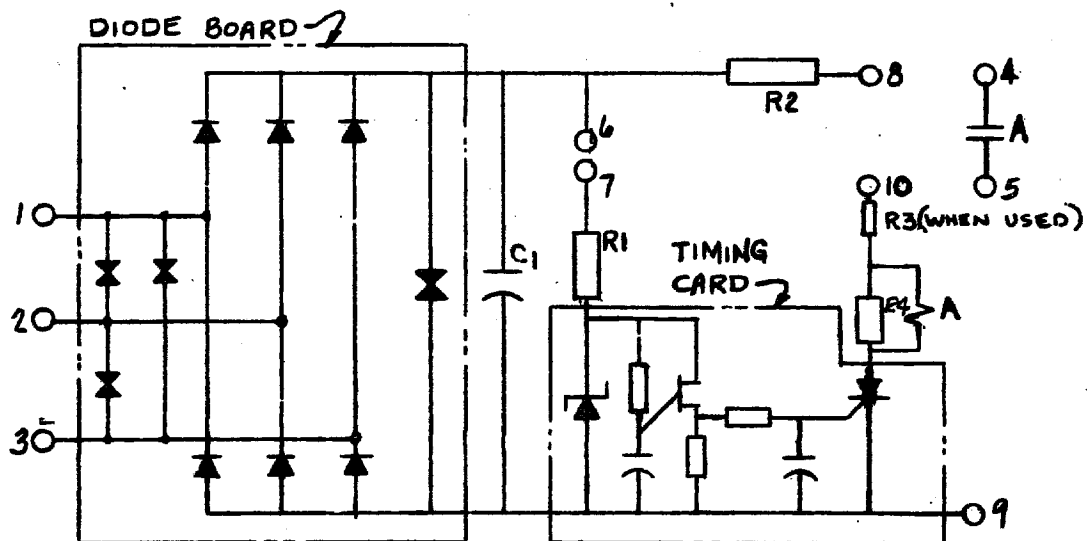 DIODE BOARD
8
4
R2
A
6
7
10
5
1
R3(WHEN USED)
R1
TIMING
CARD
C1
2
R4
A
3
9